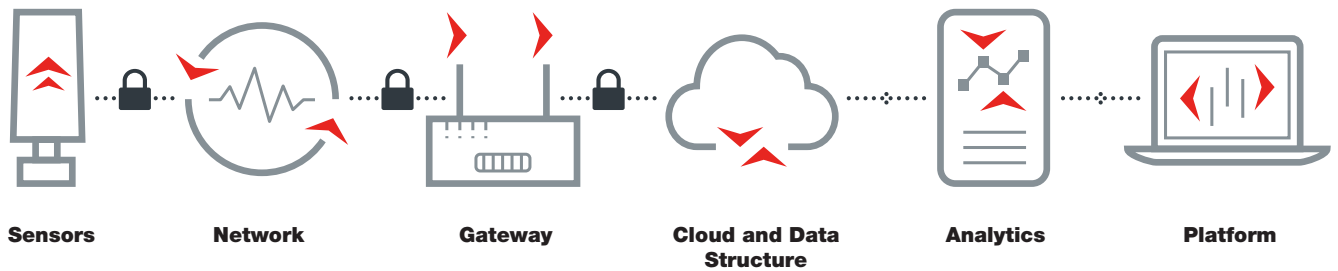 Sensors
Network
Gateway
Cloud and Data
Structure
Analytics
Platform